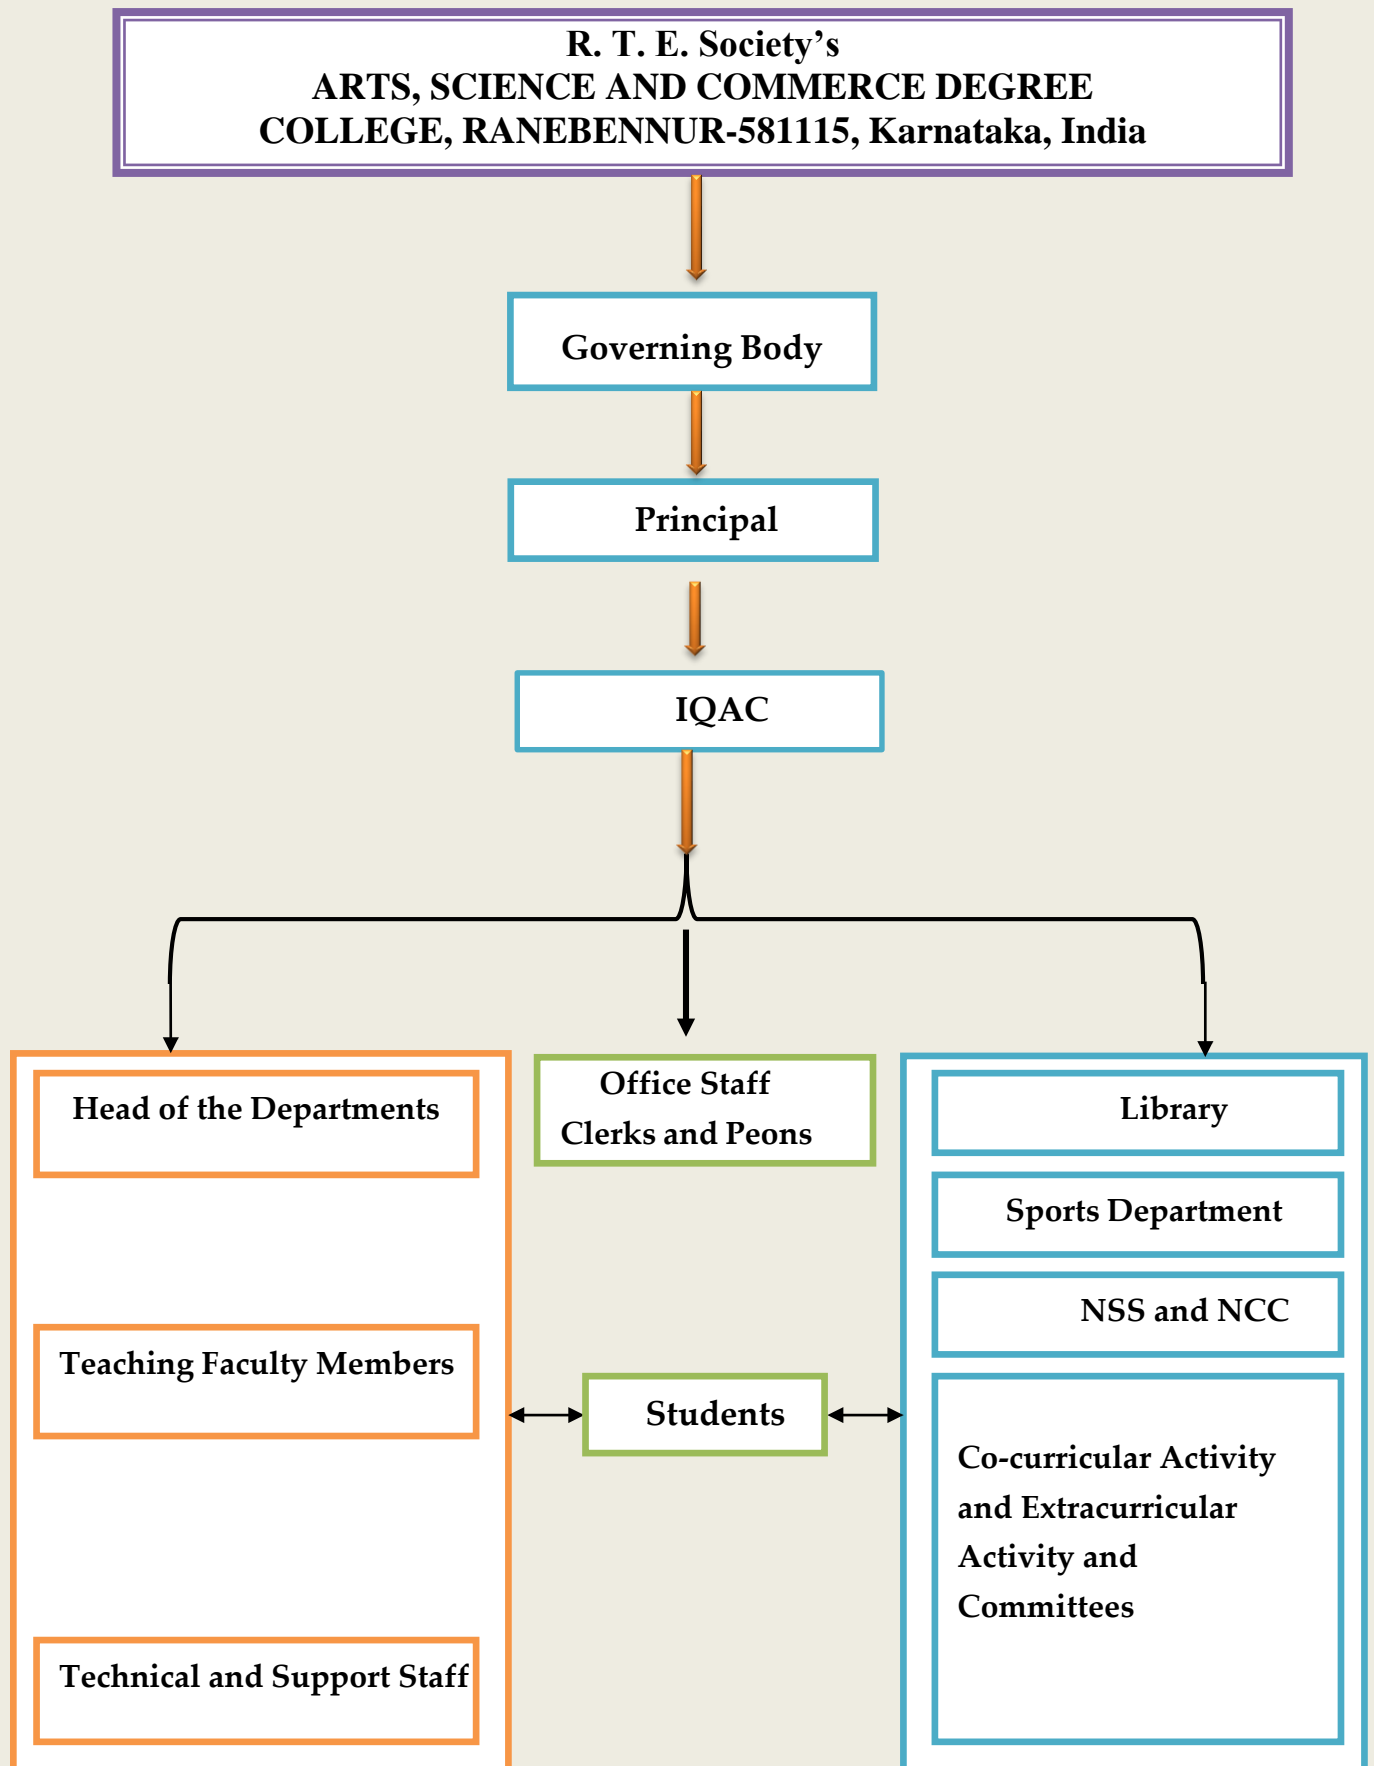 R. T. E. Society’s
ARTS, SCIENCE AND COMMERCE DEGREE
COLLEGE, RANEBENNUR-581115, Karnataka, India
Governing Body
Principal
IQAC
Head of the Departments
Teaching Faculty Members
Technical and Support Staff
Office Staff
Clerks and Peons
Students
Library
Sports Department
NSS and NCC
Co-curricular Activity
and Extracurricular
Activity and
Committees